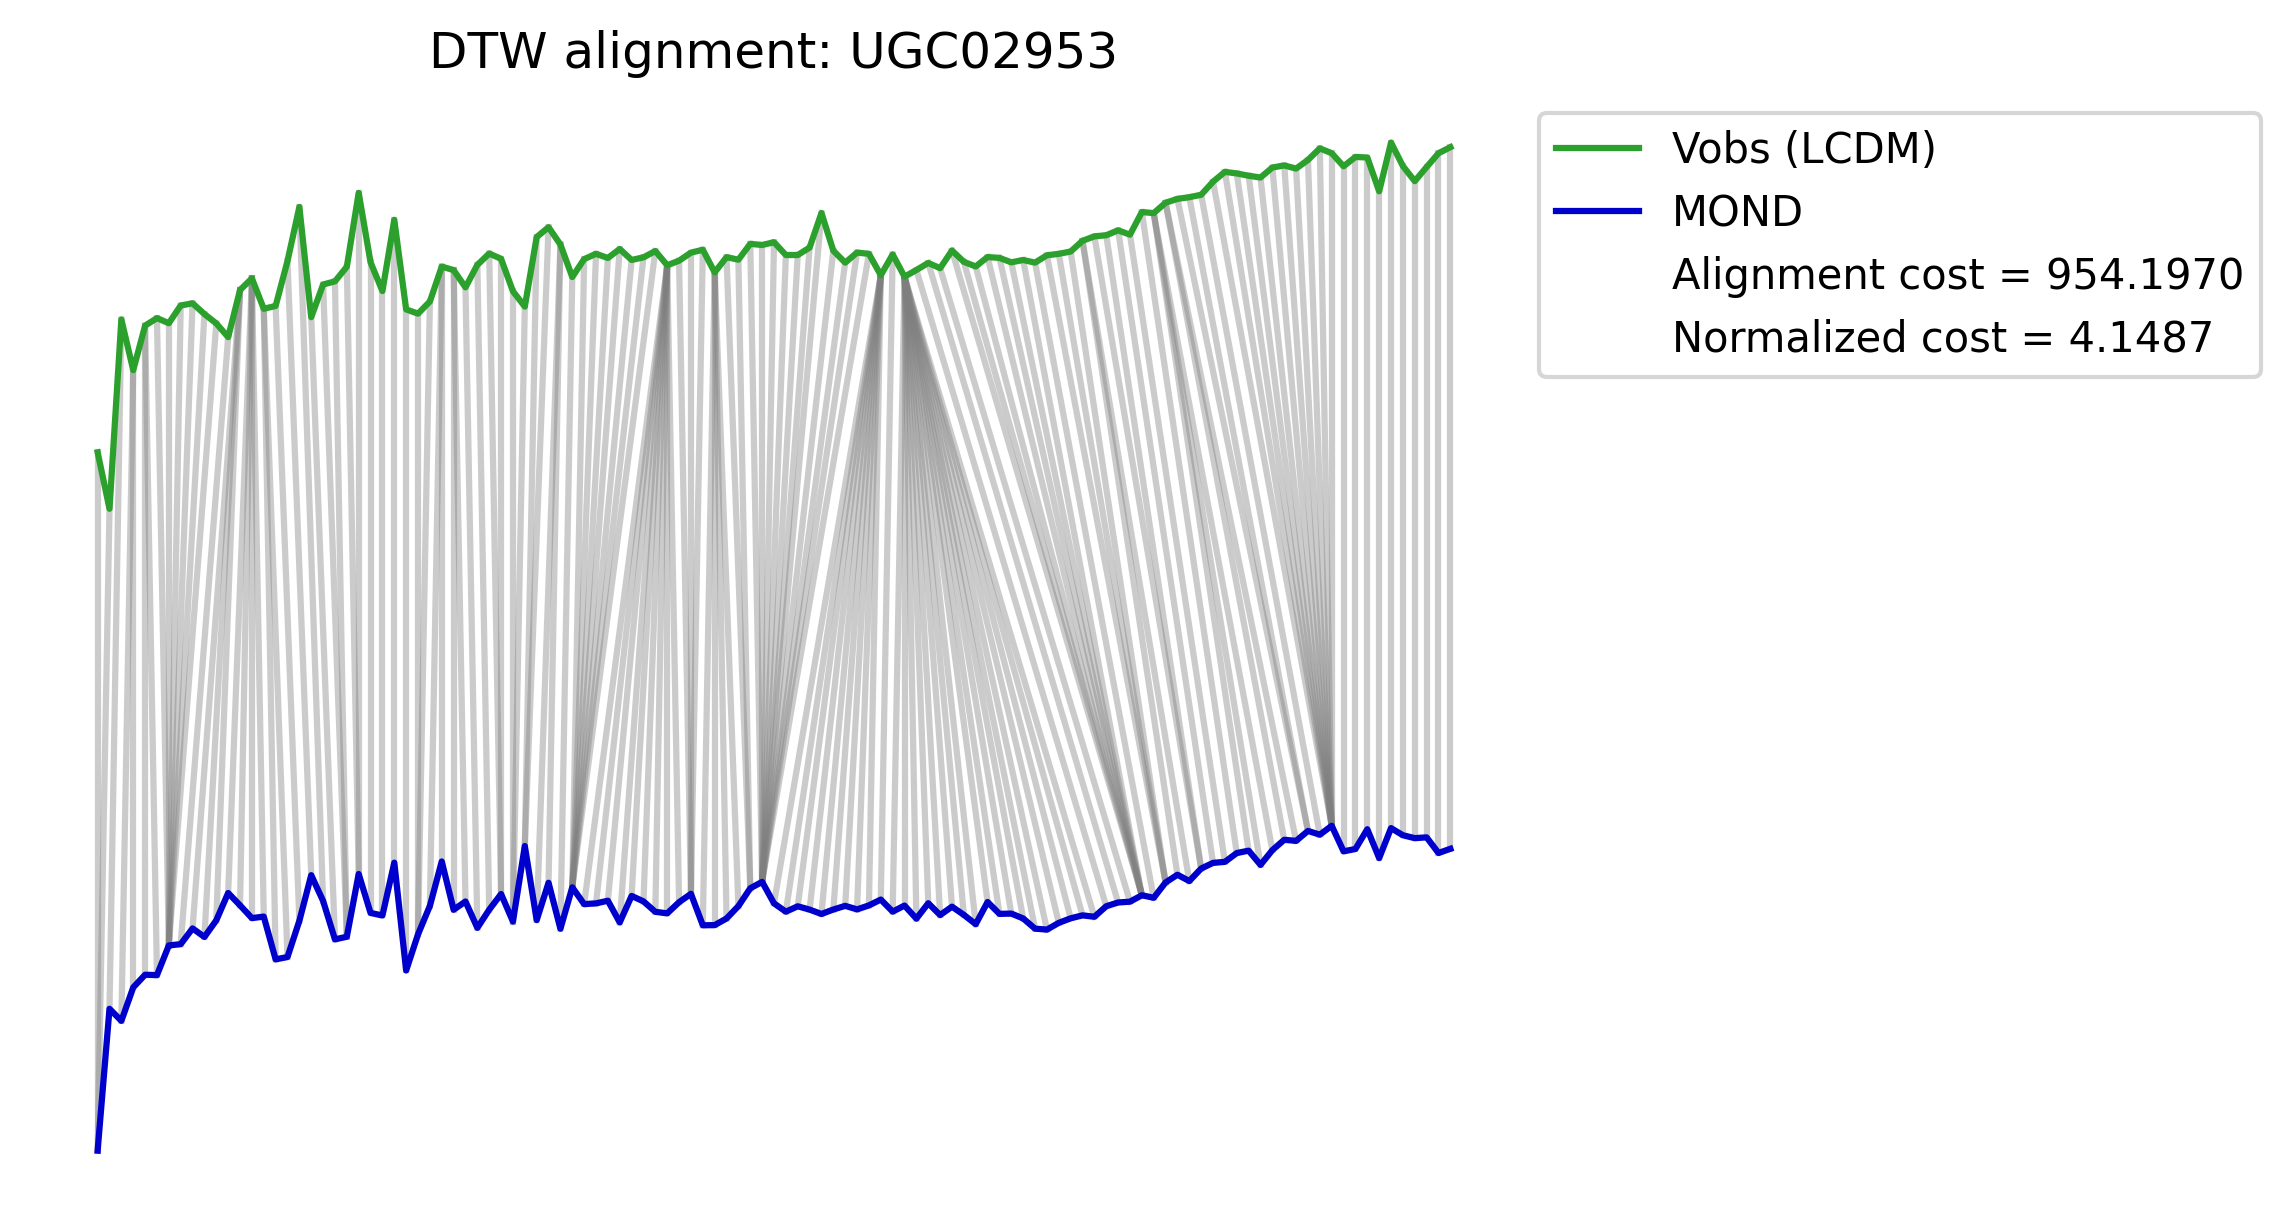 DTW alignment: UGC02953
Vobs (LCDM)
MOND
Alignment cost = 954.1970
Normalized cost = 4.1487